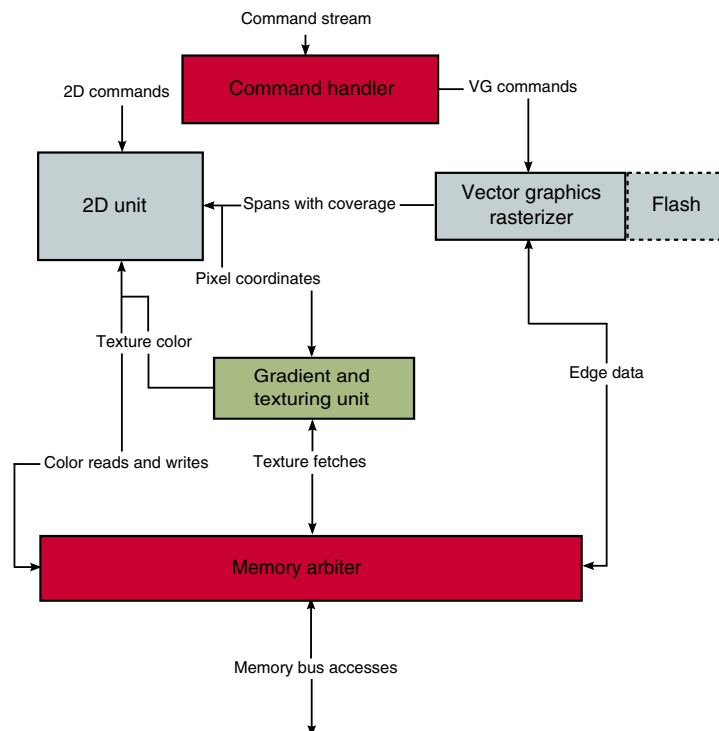 Command stream
Command handler
2D commands
VG commands
2D unit
Spans with coverage
Vector graphics
rasterizer
Flash
Pixel coordinates
Texture color
Gradient and
texturing unit
Edge data
Color reads and writes
Texture fetches
Memory arbiter
Memory bus accesses